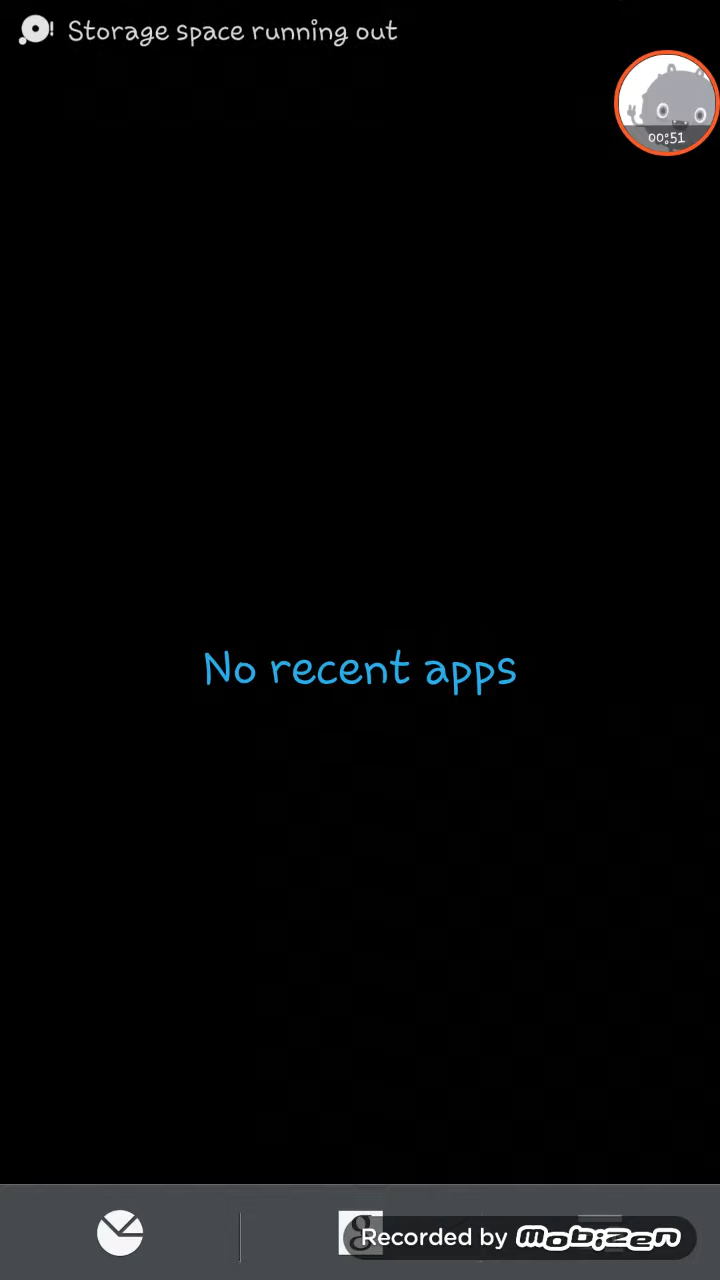 Storage space running out
00:51
No recent apps
g
Recorded by mobizen